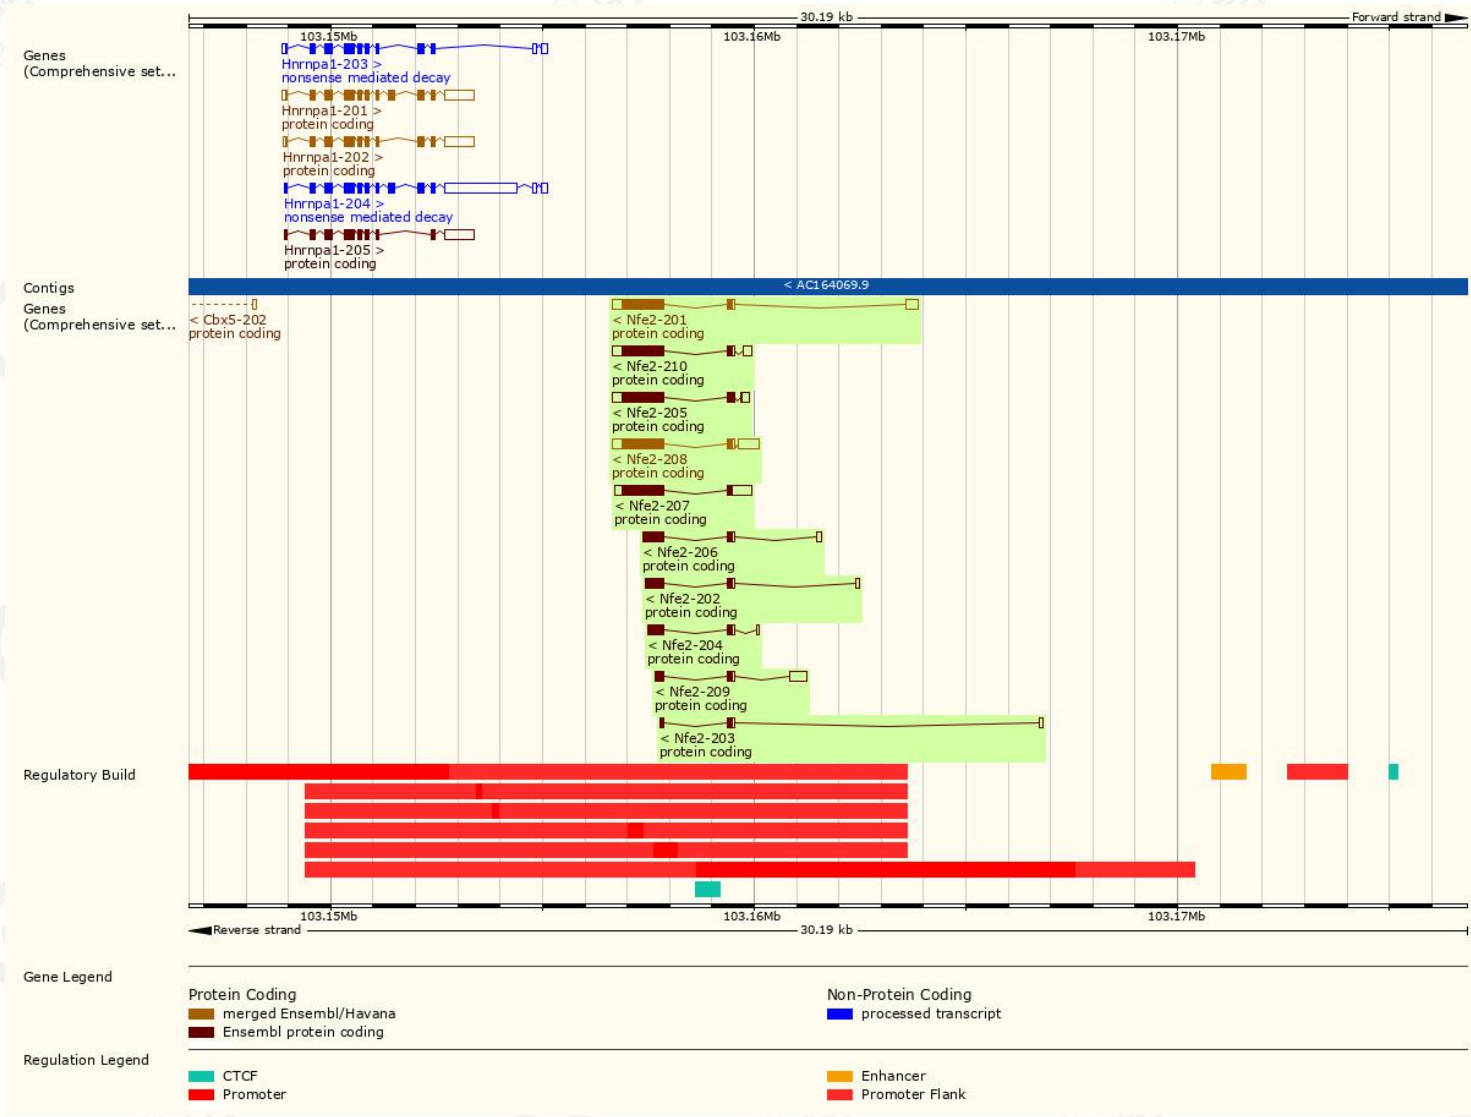 30.19 kb
Forward strand
103.15Mb 103.16Mb 103.17Mb
Genes
(Comprehensive set...
Hnrnpa1-203 >
nonsense mediated decay
Hnrnpa1-201 >
protein coding
Hnrnpa1-202 >
protein coding
Hnrnpa1-204 >
nonsense mediated decay
Hnrnpa1-205 >
protein coding
Contigs
< AC164069.9
Genes
(Comprehensive set...
< Cbx5-202
protein coding
< Nfe2-201
protein coding
< Nfe2-210
protein coding
< Nfe2-205
protein coding
< Nfe2-208
protein coding
< Nfe2-207
protein coding
< Nfe2-206
protein coding
< Nfe2-202
protein coding
< Nfe2-204
protein coding
< Nfe2-209
protein coding
< Nfe2-203
protein coding
Regulatory Build
103.15Mb 103.16Mb 103.17Mb
Reverse strand
30.19 kb
Gene Legend
Protein Coding
merged Ensembl/Havana
Ensembl protein coding
Non-Protein Coding
processed transcript
Regulation Legend
CTCF
Promoter
Enhancer
Promoter Flank